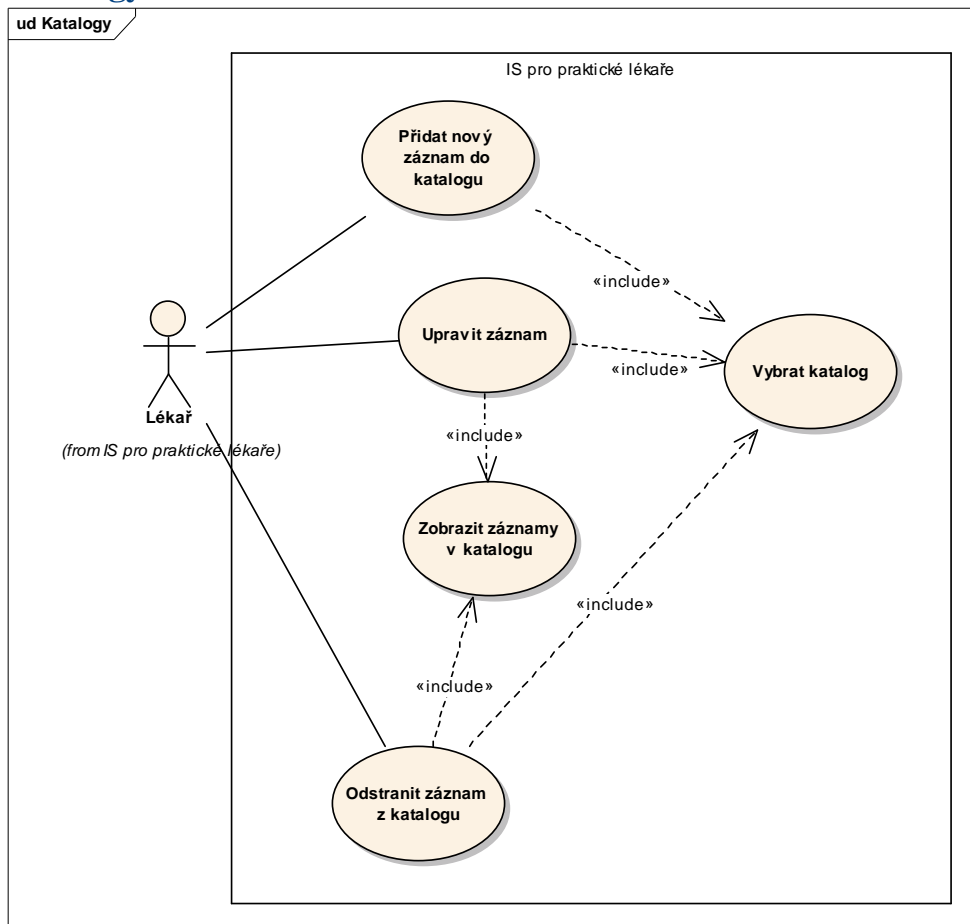 ud Katalogy
IS pro praktické lékaře
Přidat nový
záznam do
katalogu
«include»
Upravit záznam
«include»
Vybrat katalog
Lékař
(from IS pro praktické lékaře)
«include»
Zobrazit záznamy
v katalogu
«include»
«include»
Odstranit záznam
z katalogu